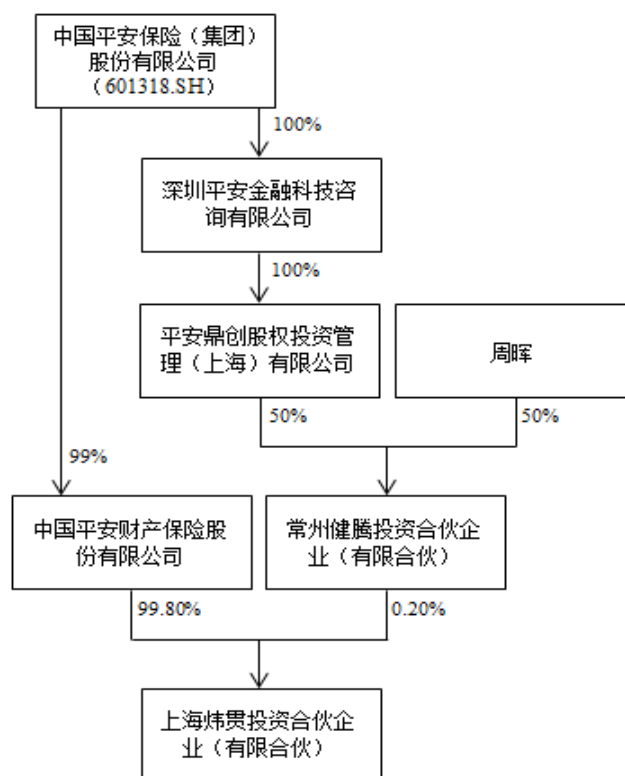 中国平安保险（集团）
股份有限公司
（601318.SH）
100%
深圳平安金融科技咨
询有限公司
100%
平安鼎创股权投资管
理（上海）有限公司
周晖
50%
50%
99%
中国平安财产保险股
份有限公司
常州健腾投资合伙企
业（有限合伙）
99.80%
0.20%
上海炜贯投资合伙企
业（有限合伙）